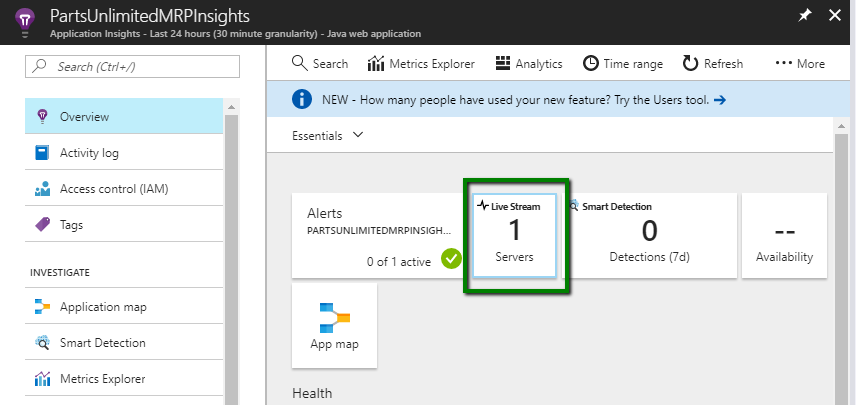 PartsUnlimitedMRPInsights
Application Insights - Last 24 hours (30 minute granularity) - Java web application
Search (Ctrl+/)
Overview
Activity log
Access control (IAM)
Tags
INVESTIGATE
Application map
Smart Detection
Metrics Explorer
Search Metrics Explorer Analytics Time range Refresh More
NEW - How many people have used your new feature? Try the Users tool.
Essentials
Alerts
PARTSUNLIMITEDMRPINSIGH...
0 of 1 active
Live Stream
1
Servers
Smart Detection
0
Detections (7d)
--
Availability
App map
Health